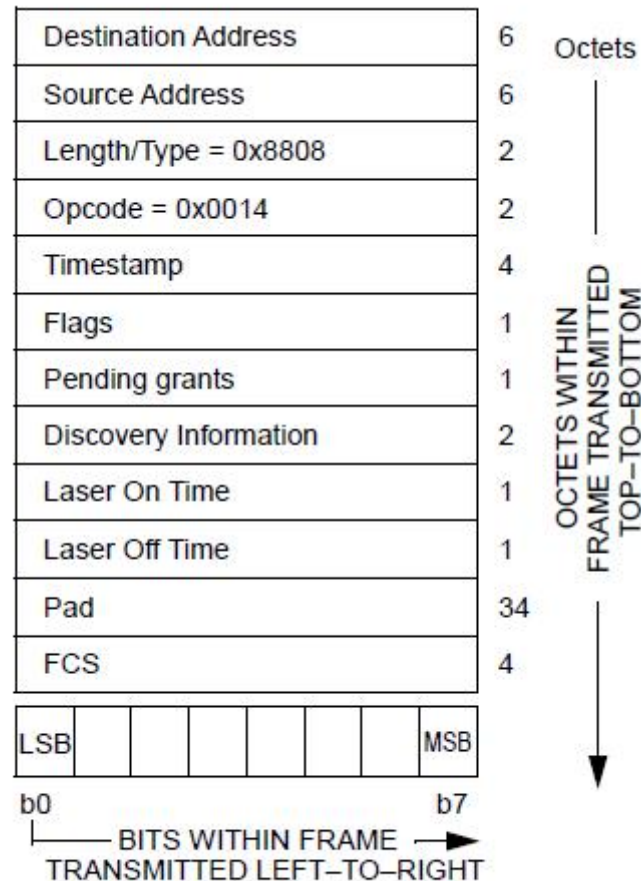 Destination Address 6 Octets
Source Address 6
Length/Type = 0x8808 2
Opcode = 0x0014 2
Timestamp 4
Flags 1
Pending grants 1
Discovery Information 2
Laser On Time 1
Laser Off Time 1
Pad 34
FCS 4
OCTETS WITHIN
FRAME TRANSMITTED
TOP–TO–BOTTOM
LSB MSB
b0 b7
BITS WITHIN FRAME
TRANSMITTED LEFT–TO–RIGHT